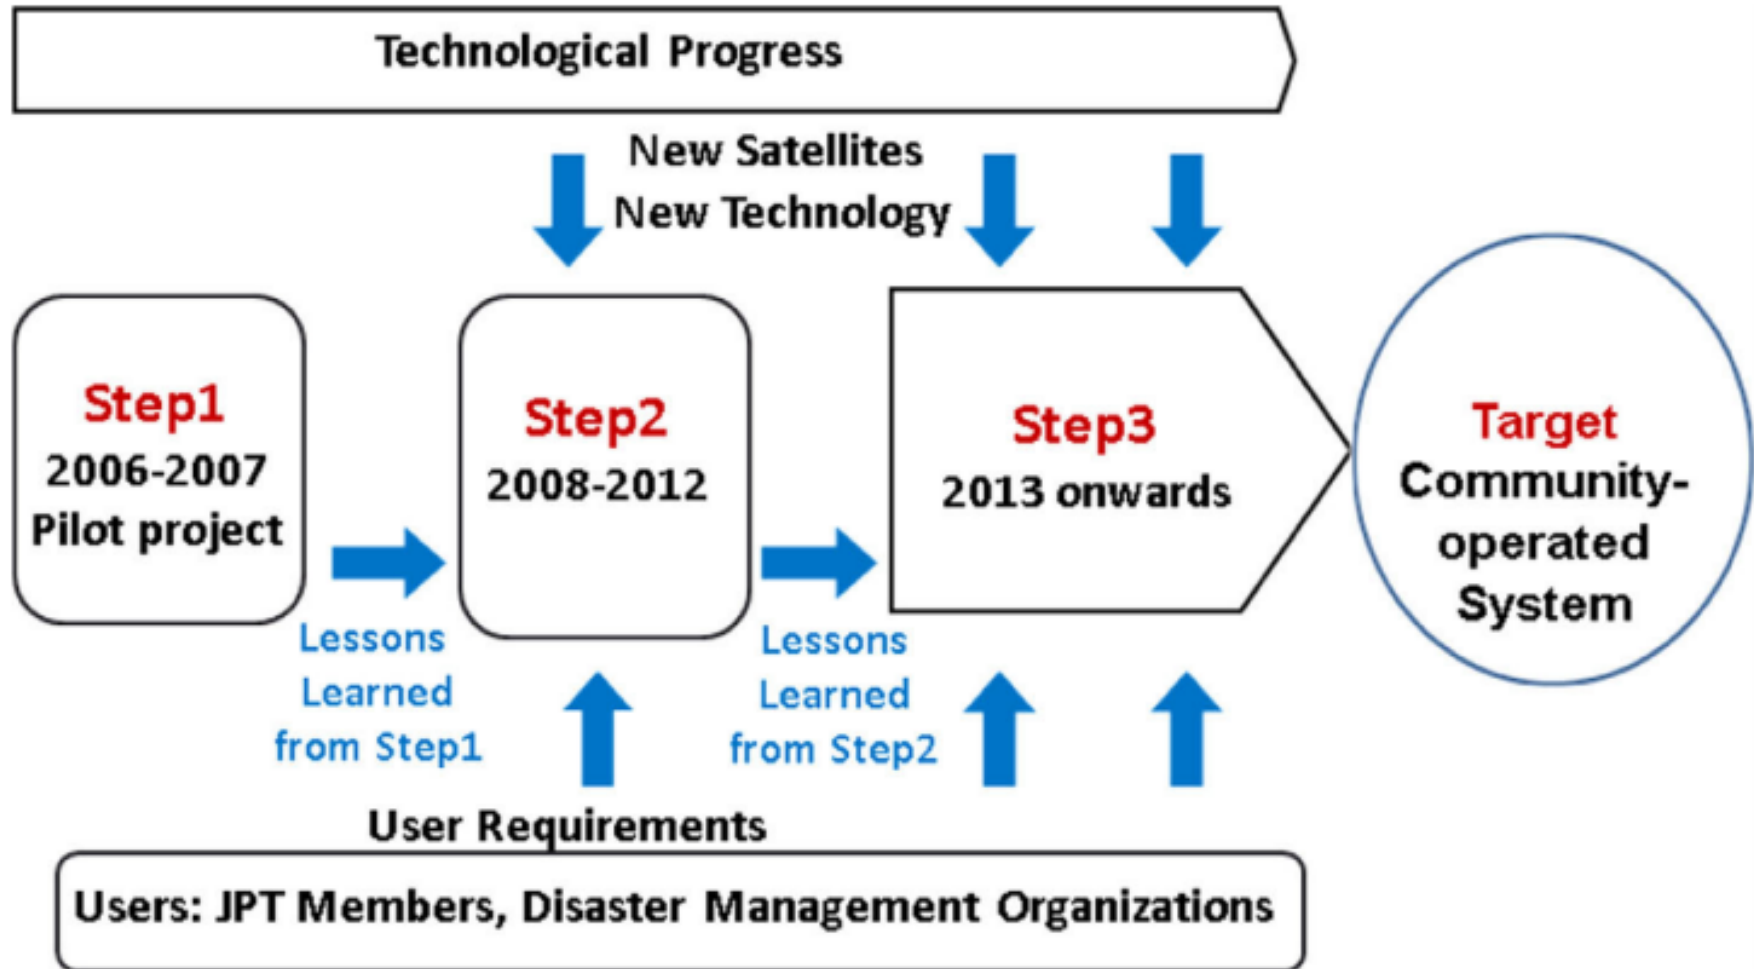 Technological Progress
New Satellites
New Technology
Step1
2006-2007
Pilot project
Lessons
Learned
from Step1
Step2
2008-2012
Lessons
Learned
from Step2
Step3
2013 onwards
Target
Community-
operated
System
User Requirements
Users: JPT Members, Disaster Management Organizations